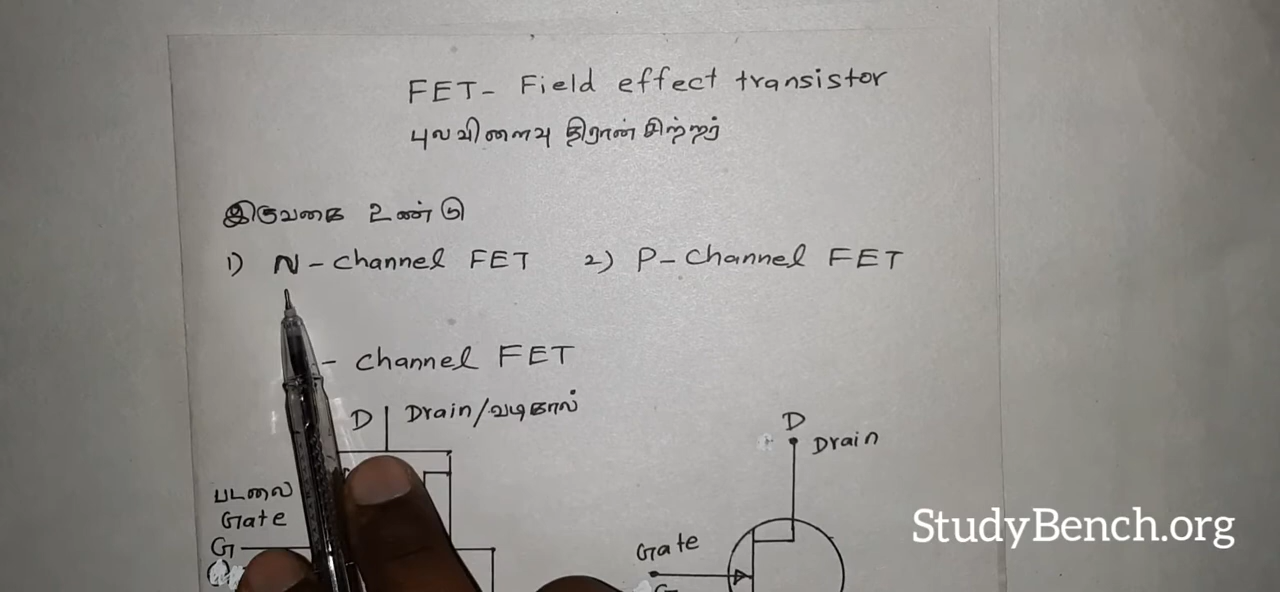 FET - Field effect transistor
புலவிளைவு திரான்சிற்றர்
இருவகை உண்டு
1) N - channel FET 2) P - channel FET
- channel FET
D Drain/வடிகால்
D
Drain
படலை
Gate
G
Gate
G
StudyBench.org